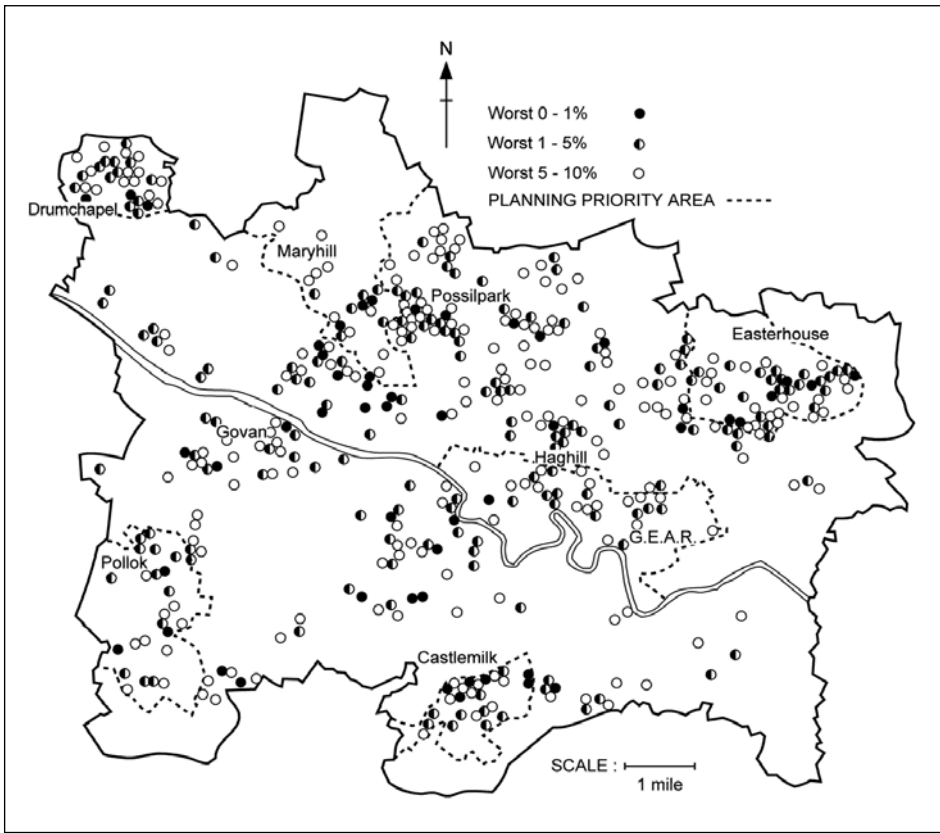 N
Worst 0 - 1%
Worst 1 - 5%
Worst 5 - 10%
PLANNING PRIORITY AREA
Drumchapel
Maryhill
Possilpark
Easterhouse
Govan
Haghill
G.E.A.R.
Pollok
Castlemilk
SCALE :
1 mile